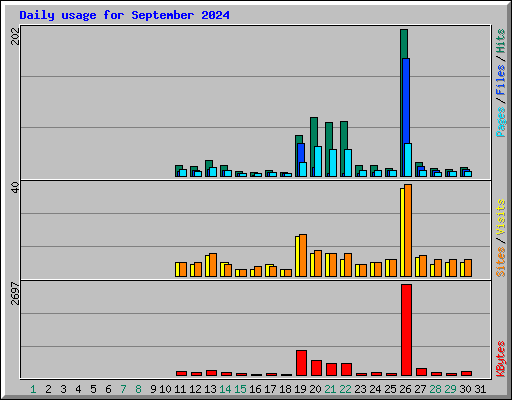 Daily usage for September 2024
202
Pages / Files / Hits
40
Sites / Visits
2697
KBytes
1 2 3 4 5 6 7 8 9 10 11 12 13 14 15 16 17 18 19 20 21 22 23 24 25 26 27 28 29 30 31